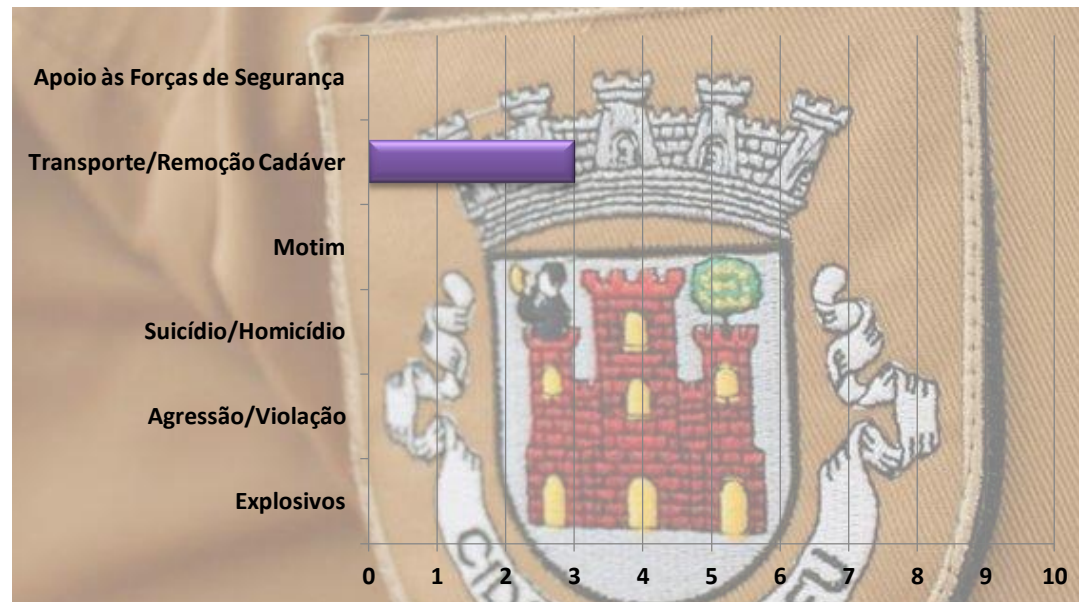 Apoio às Forças de Segurança
Transporte/Remoção Cadáver
Motim
Suicídio/Homicídio
Agressão/Violação
Explosivos
0 1 2 3 4 5 6 7 8 9 10